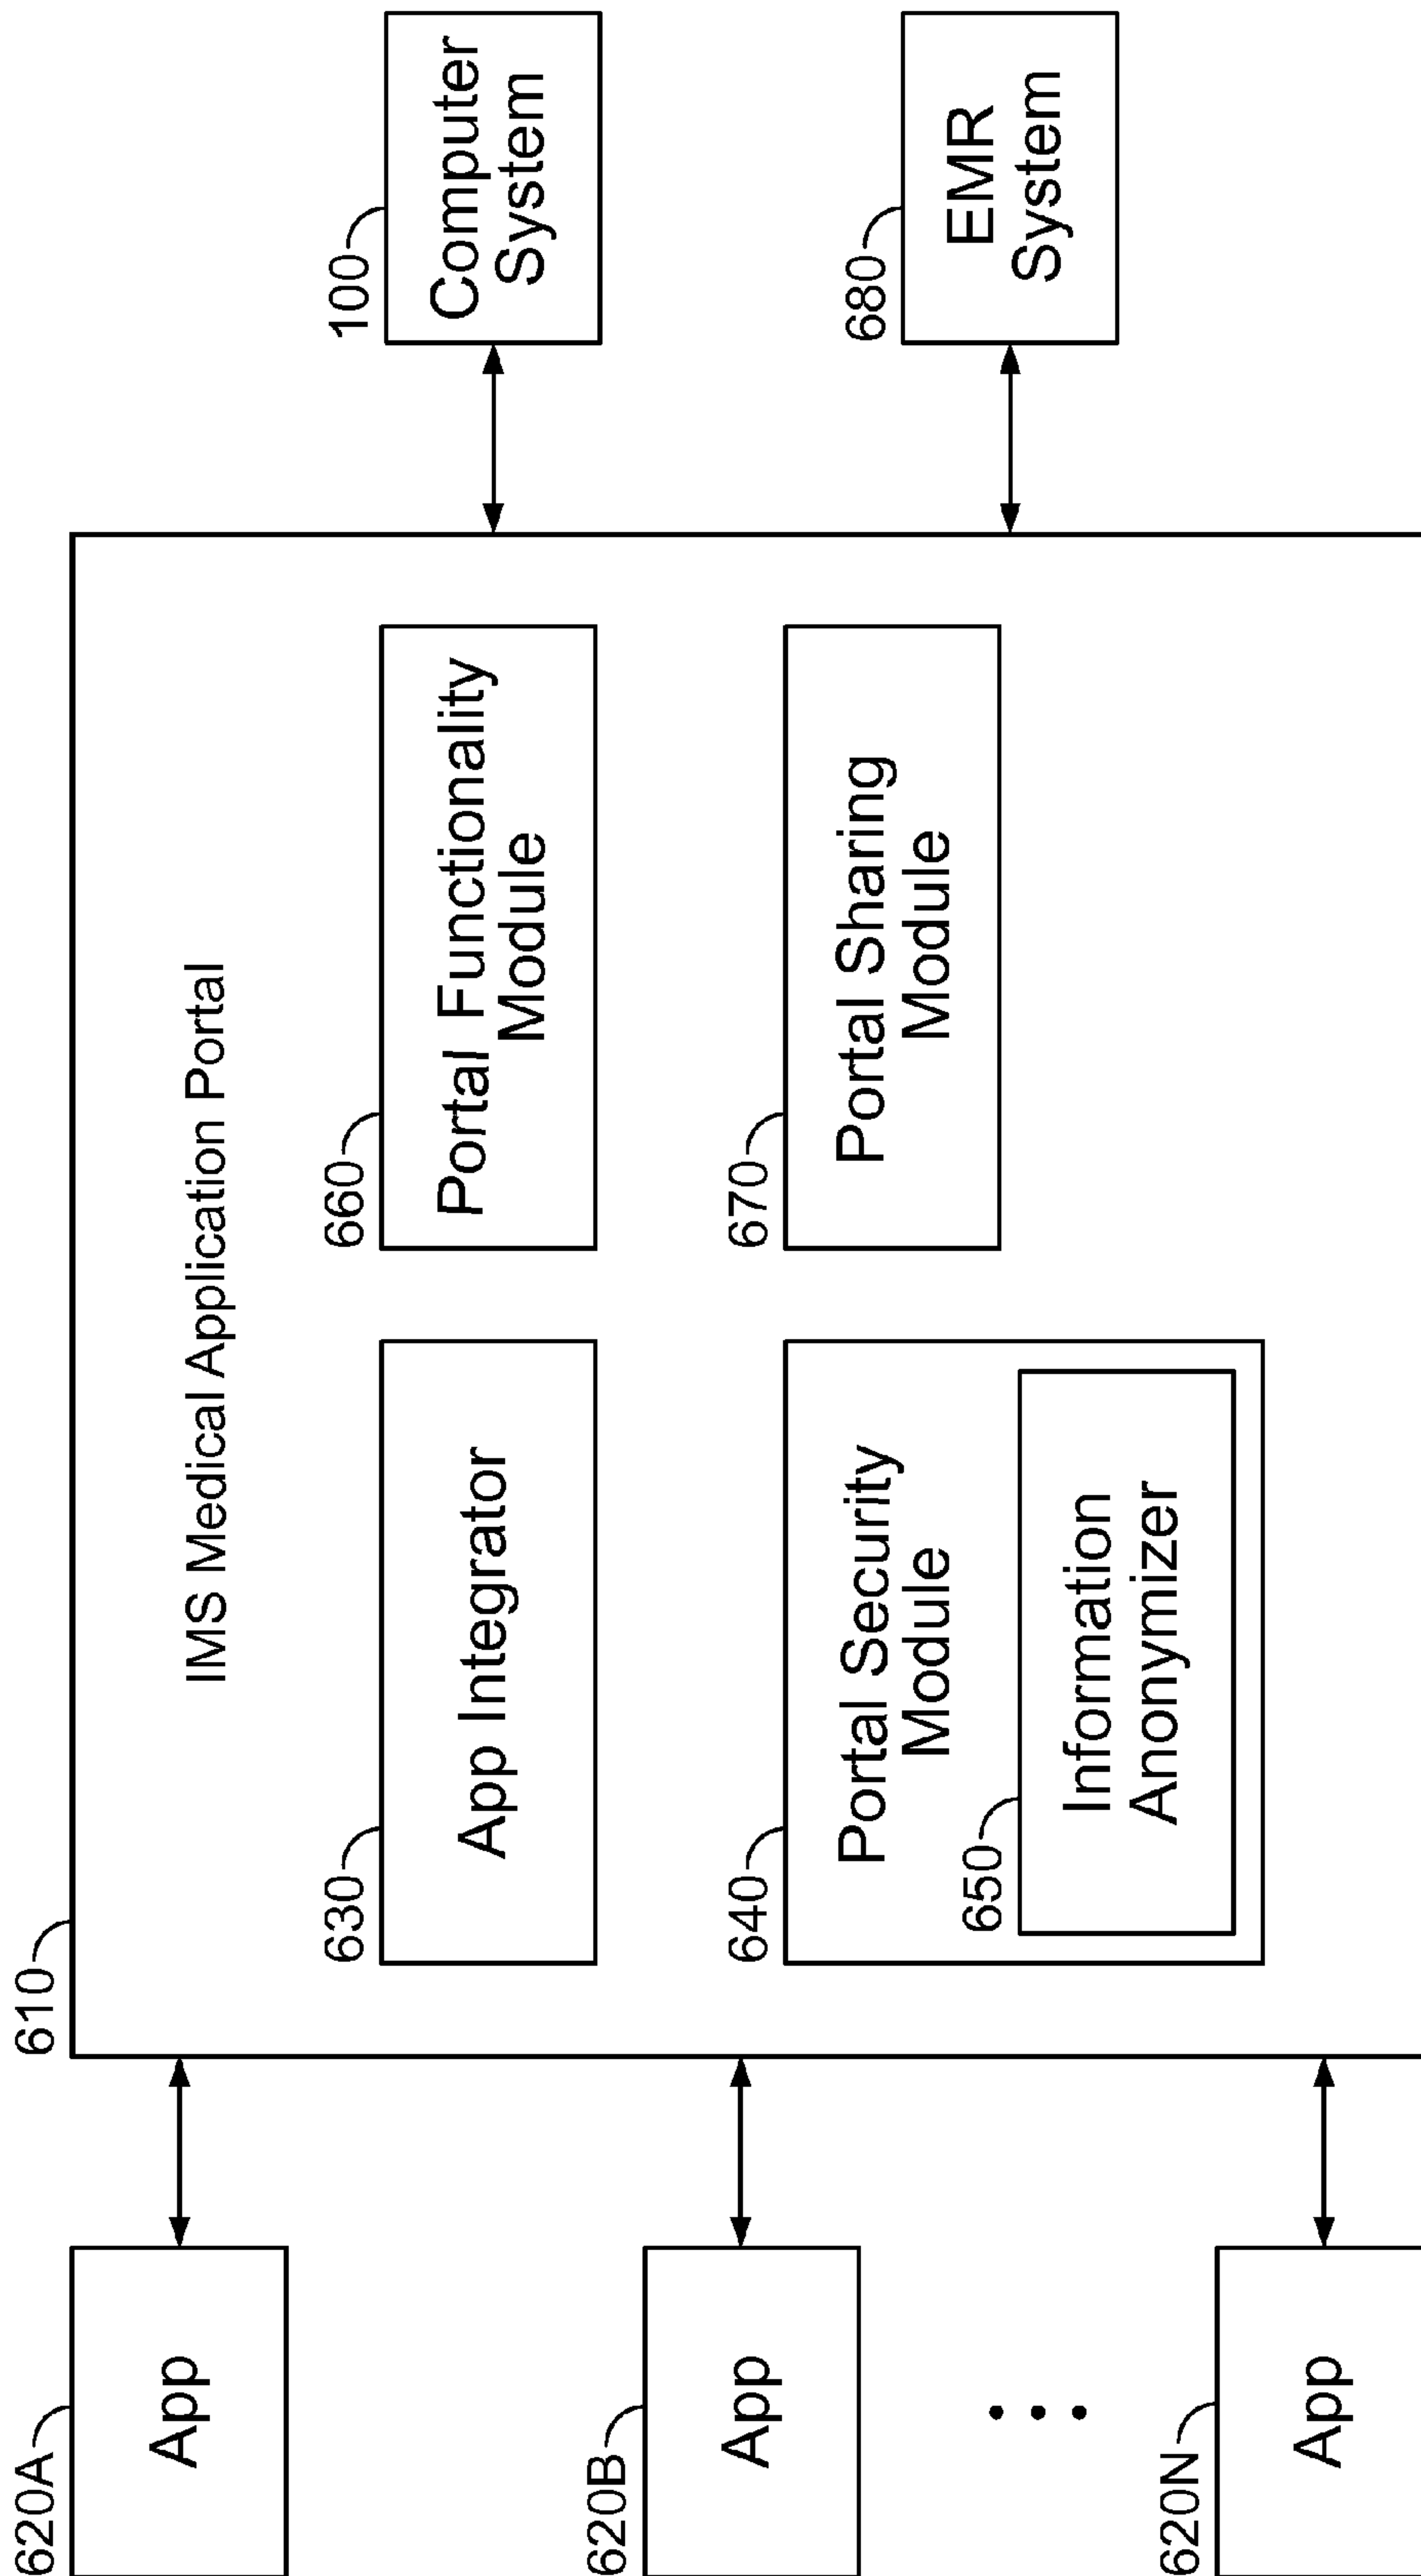 610
IMS Medical Application Portal
620A
App
620B
App
620N
App
630
App Integrator
640
Portal Security
Module
650
Information
Anonymizer
660
Portal Functionality
Module
670
Portal Sharing
Module
100
Computer
System
680
EMR
System